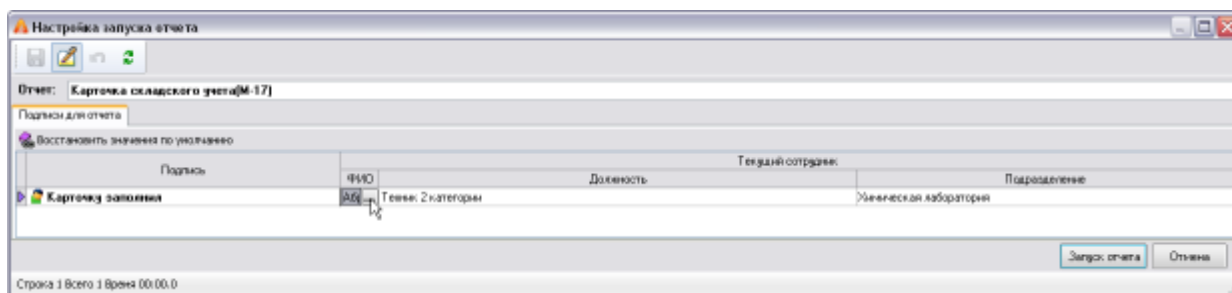 Настройка запуска отчета
Отчет: Карточка складского учета(М-17)
Подписи для отчета
Восстановить значения по умолчанию
Подпись
Текущий сотрудник
ФИО
Должность
Подразделение
Карточку заполнил
Аб ...
Техник 2 категории
Химическая лаборатория
Запуск отчета
Отмена
Строка 1 Всего 1 Время 00:00.0